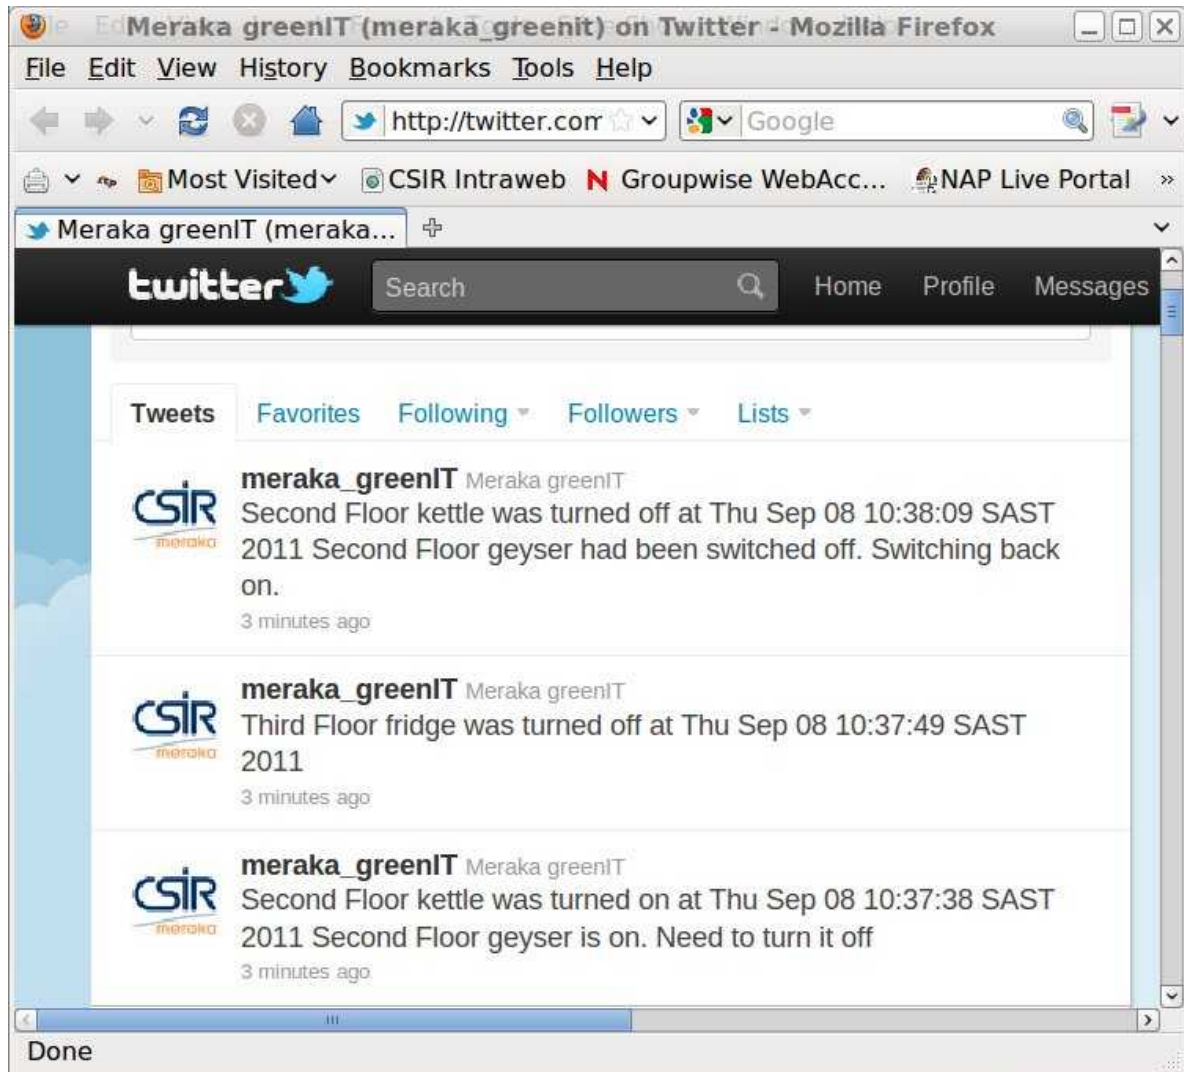 Meraka greenIT (meraka_greenit) on Twitter - Mozilla Firefox
File Edit View History Bookmarks Tools Help
http://twitter.com Google
Most Visited CSIR Intraweb N Groupwise WebAcc... NAP Live Portal »
Meraka greenIT (meraka...
twitter Search Home Profile Messages
Tweets Favorites Following Followers Lists
meraka_greenIT Meraka greenIT
CSIR meraka
Second Floor kettle was turned off at Thu Sep 08 10:38:09 SAST
2011 Second Floor geyser had been switched off. Switching back
on.
3 minutes ago
meraka_greenIT Meraka greenIT
CSIR meraka
Third Floor fridge was turned off at Thu Sep 08 10:37:49 SAST
2011
3 minutes ago
meraka_greenIT Meraka greenIT
CSIR meraka
Second Floor kettle was turned on at Thu Sep 08 10:37:38 SAST
2011 Second Floor geyser is on. Need to turn it off
3 minutes ago
Done